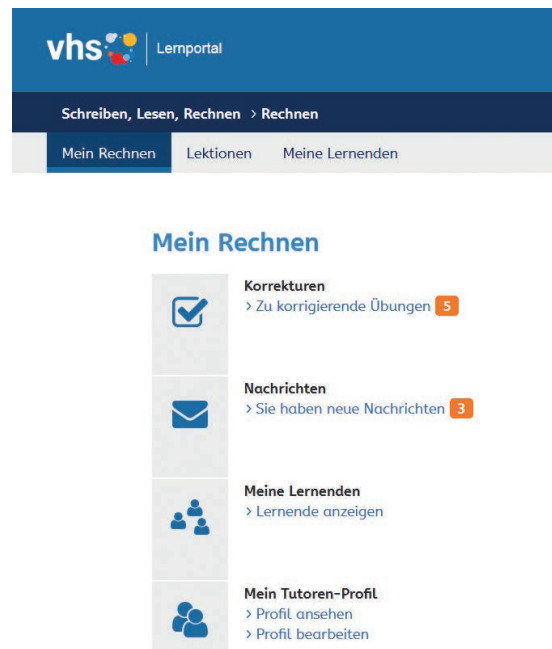 vhs Lernportal
Schreiben, Lesen, Rechnen > Rechnen
Mein Rechnen Lektionen Meine Lernenden
Mein Rechnen
Korrekturen
> Zu korrigierende Übungen 5
Nachrichten
> Sie haben neue Nachrichten 3
Meine Lernenden
> Lernende anzeigen
Mein Tutoren-Profil
> Profil ansehen
> Profil bearbeiten